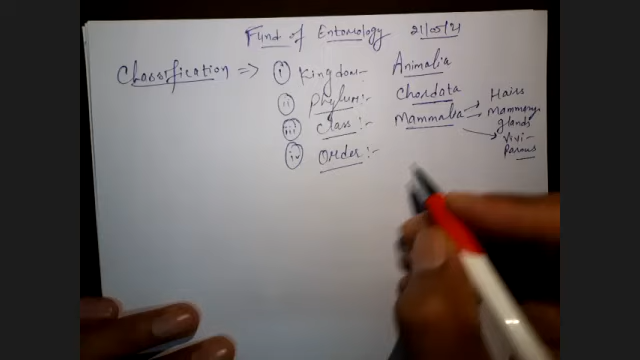 Fund of Entomology 21/05/21
Classification => i Kingdom- Animalia
ii Phylum:- Chordata
iii Class:- Mammalia
iv Order:-
Hairs
Mammary
glands
Vivi-
Parous